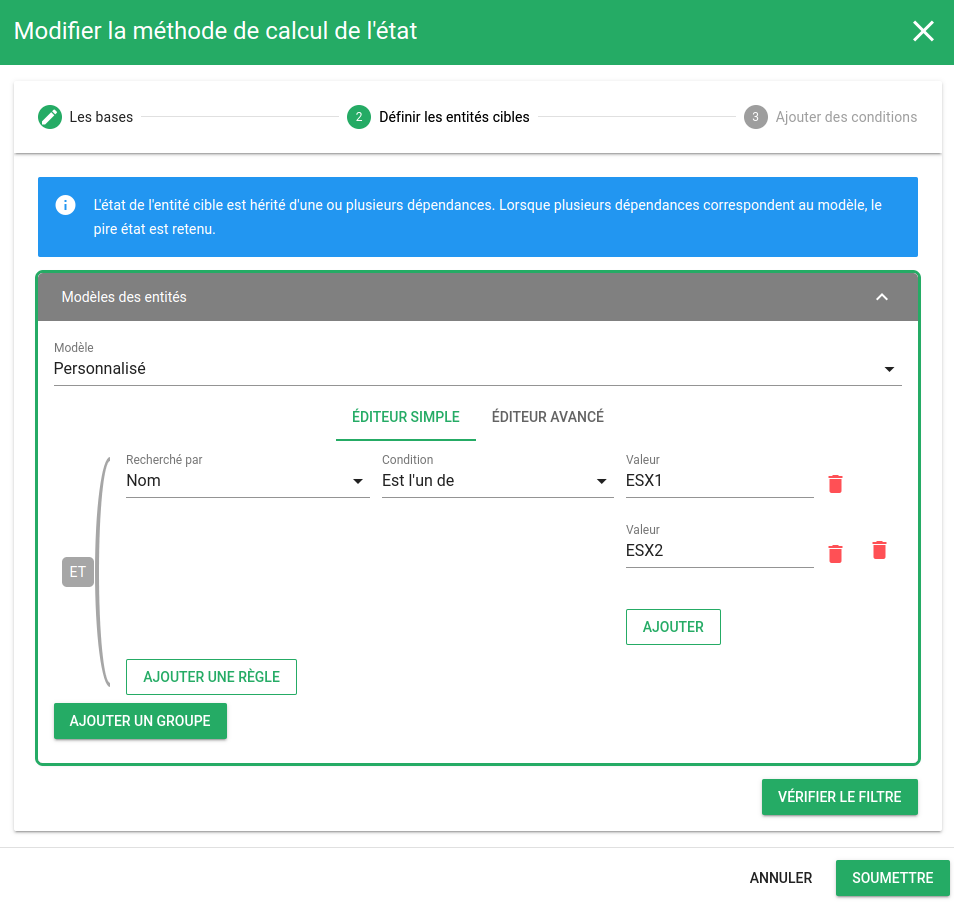 Modifier la méthode de calcul de l'état
Les bases
2 Définir les entités cibles
3 Ajouter des conditions
L'état de l'entité cible est hérité d'une ou plusieurs dépendances. Lorsque plusieurs dépendances correspondent au modèle, le
pire état est retenu.
Modèles des entités
Modèle
Personnalisé
ÉDITEUR SIMPLE ÉDITEUR AVANCÉ
Recherché par Condition Valeur
Nom Est l'un de ESX1
Valeur
ESX2
ET
AJOUTER
AJOUTER UNE RÈGLE
AJOUTER UN GROUPE
VÉRIFIER LE FILTRE
ANNULER SOUMETTRE